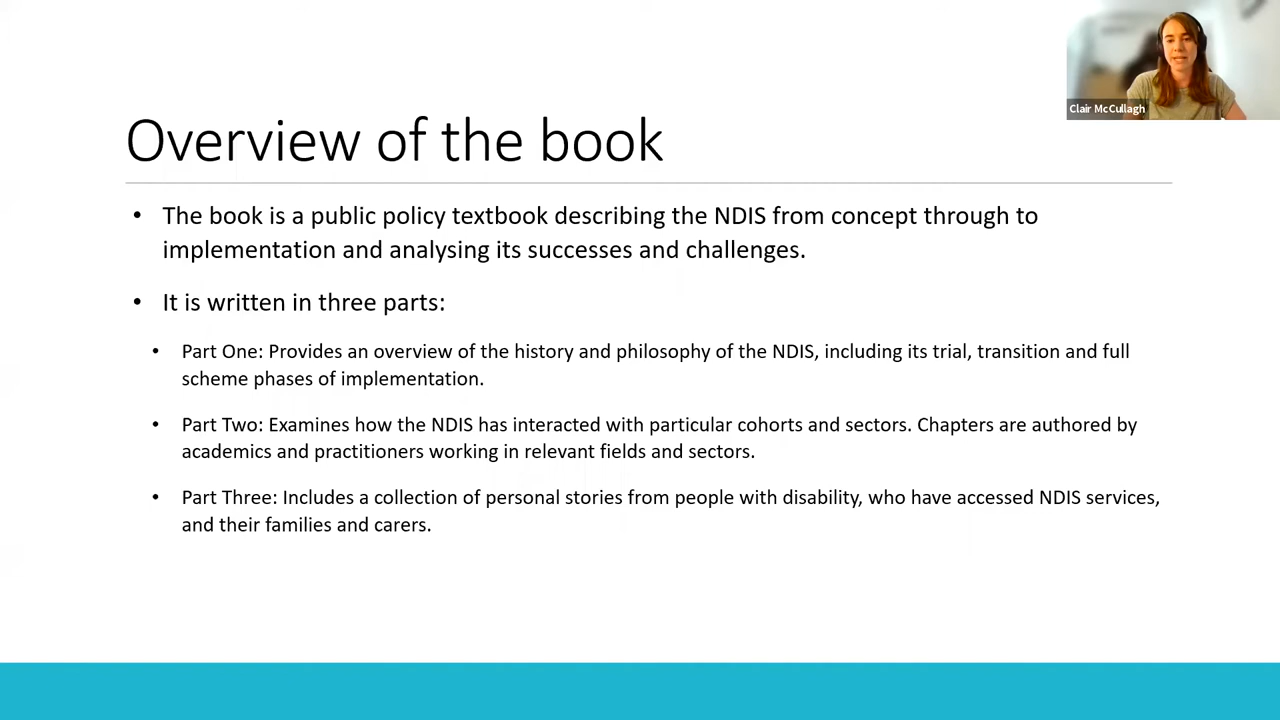 Clair McCullagh
Overview of the book
• The book is a public policy textbook describing the NDIS from concept through to
implementation and analysing its successes and challenges.
• It is written in three parts:
• Part One: Provides an overview of the history and philosophy of the NDIS, including its trial, transition and full
scheme phases of implementation.
• Part Two: Examines how the NDIS has interacted with particular cohorts and sectors. Chapters are authored by
academics and practitioners working in relevant fields and sectors.
• Part Three: Includes a collection of personal stories from people with disability, who have accessed NDIS services,
and their families and carers.